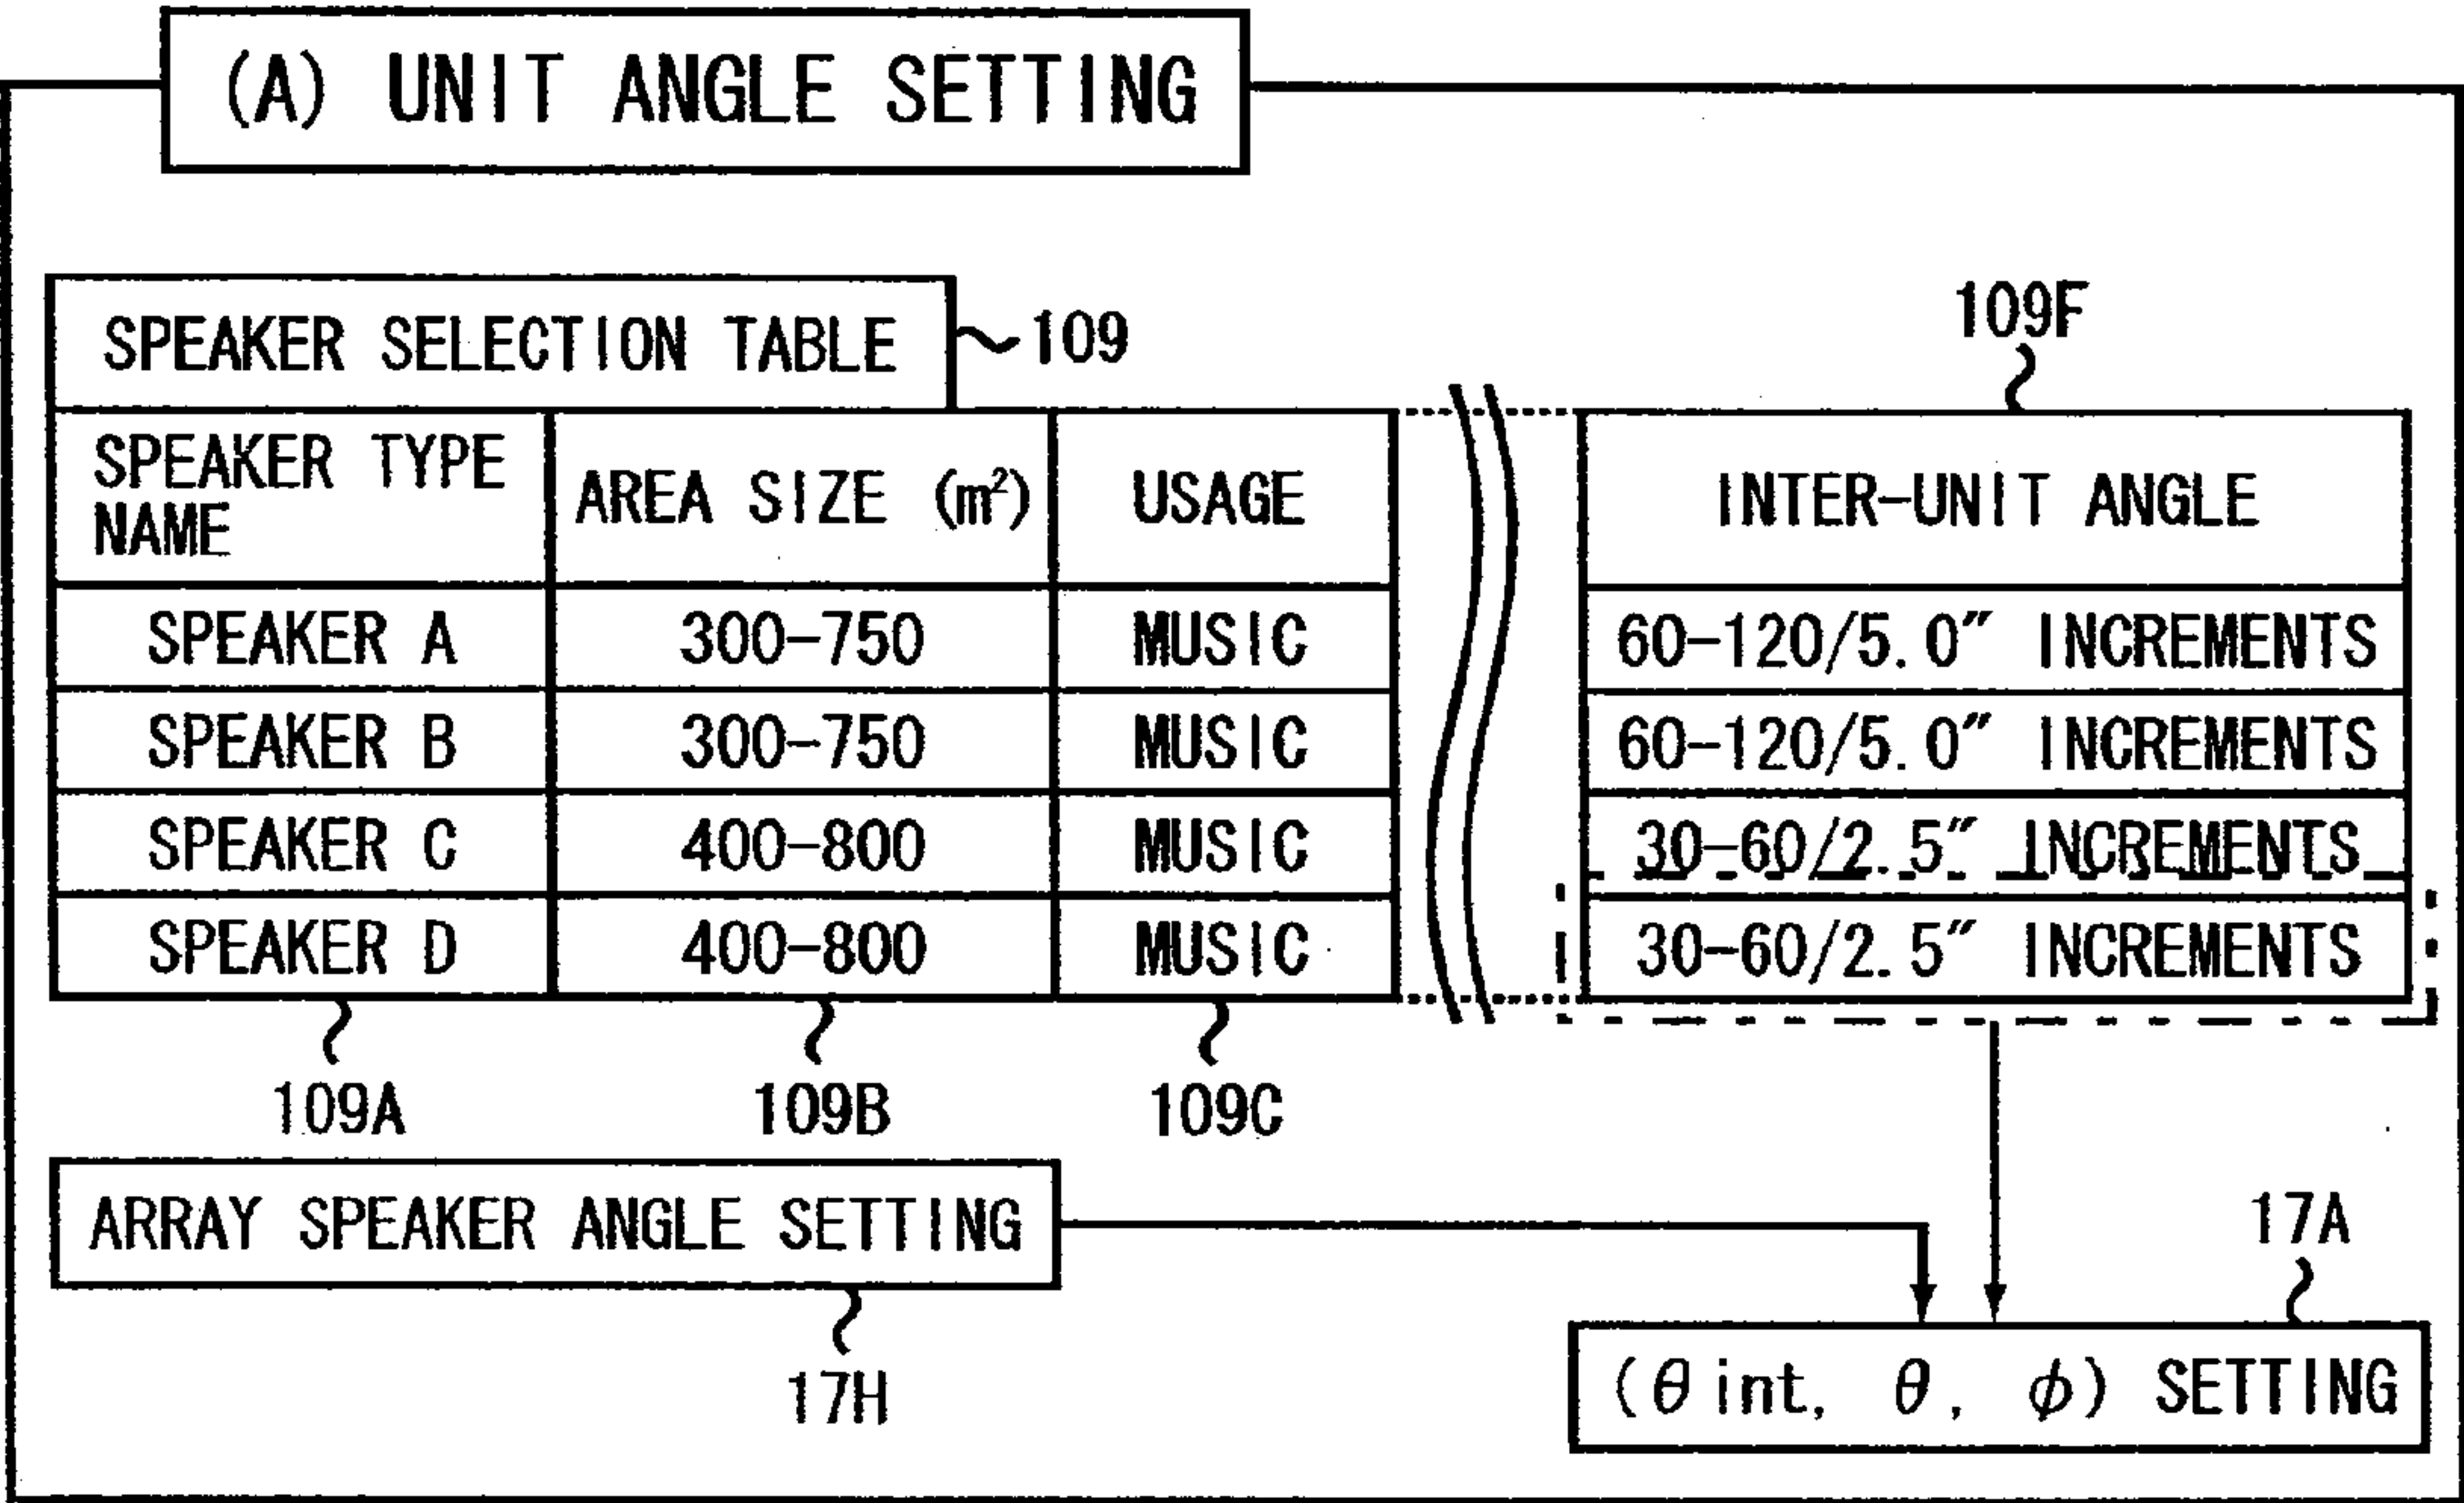 (A) UNIT ANGLE SETTING
SPEAKER SELECTION TABLE
109
109F
SPEAKER TYPE
NAME
AREA SIZE (m²)
USAGE
INTER-UNIT ANGLE
SPEAKER A 300-750 MUSIC 60-120/5.0″ INCREMENTS
SPEAKER B 300-750 MUSIC 60-120/5.0″ INCREMENTS
SPEAKER C 400-800 MUSIC 30-60/2.5″ INCREMENTS
SPEAKER D 400-800 MUSIC 30-60/2.5″ INCREMENTS
109A
109B
109C
ARRAY SPEAKER ANGLE SETTING
17H
17A
(θint, θ, ϕ) SETTING